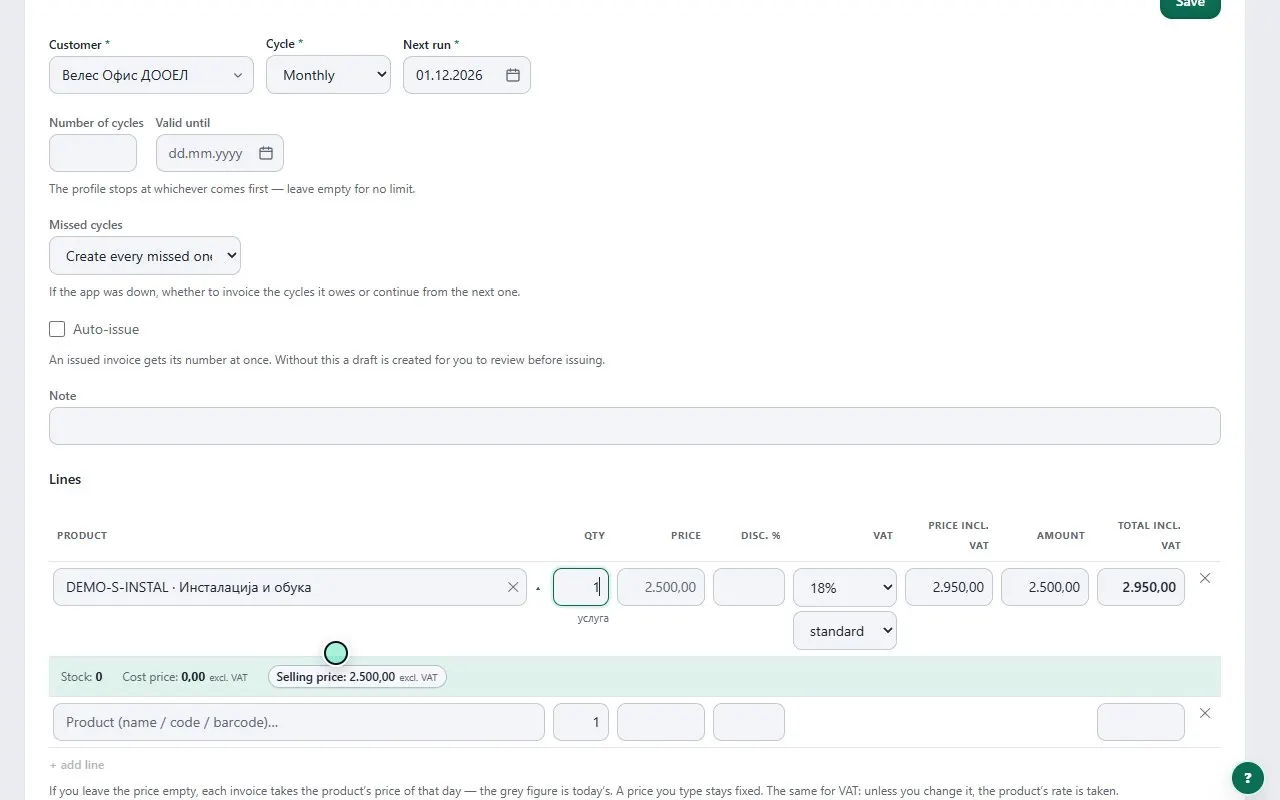 Save
Customer * Cycle * Next run *
Велес Офис ДООЕЛ Monthly 01.12.2026
Number of cycles Valid until
dd.mm.yyyy
The profile stops at whichever comes first — leave empty for no limit.
Missed cycles
Create every missed one
If the app was down, whether to invoice the cycles it owes or continue from the next one.
Auto-issue
An issued invoice gets its number at once. Without this a draft is created for you to review before issuing.
Note
Lines
PRODUCT QTY PRICE DISC. % VAT PRICE INCL. VAT AMOUNT TOTAL INCL. VAT
DEMO-S-INSTAL · Инсталација и обука 1 2.500,00 18% 2.950,00 2.500,00 2.950,00
услуга standard
Stock: 0 Cost price: 0,00 excl. VAT Selling price: 2.500,00 excl. VAT
Product (name / code / barcode)... 1
+ add line
If you leave the price empty, each invoice takes the product's price of that day — the grey figure is today's. A price you type stays fixed. The same for VAT: unless you change it, the product's rate is taken.
?